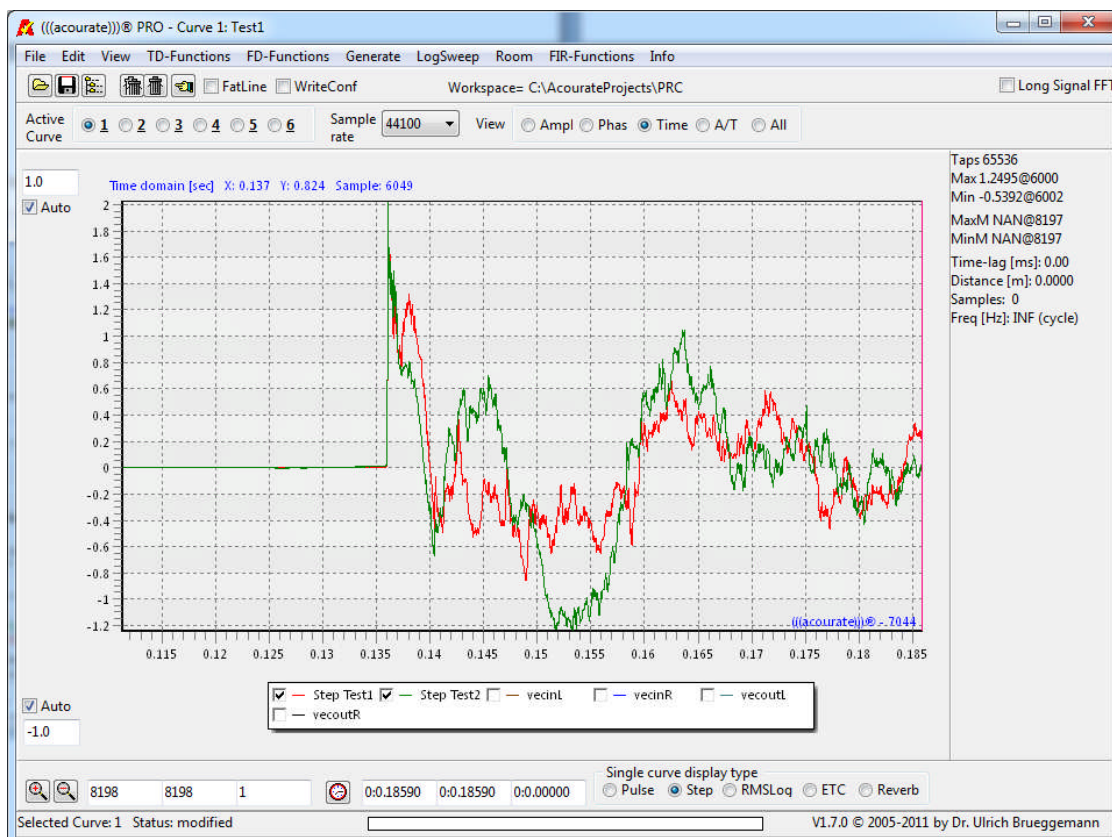 (((acourate)))® PRO - Curve 1: Test1
File Edit View TD-Functions FD-Functions Generate LogSweep Room FIR-Functions Info
FatLine WriteConf Workspace= C:\AcourateProjects\PRC Long Signal FFT
Active Curve 1 2 3 4 5 6 Sample rate 44100 View Ampl Phas Time A/T All
1.0
Auto
Time domain [sec] X: 0.137 Y: 0.824 Sample: 6049
2
1.8
1.6
1.4
1.2
1
0.8
0.6
0.4
0.2
0
-0.2
-0.4
-0.6
-0.8
-1
-1.2
(((acourate)))® - 7044
0.115 0.12 0.125 0.13 0.135 0.14 0.145 0.15 0.155 0.16 0.165 0.17 0.175 0.18 0.185
Taps 65536
Max 1.2495@6000
Min -0.5392@6002
MaxM NAN@8197
MinM NAN@8197
Time-lag [ms]: 0.00
Distance [m]: 0.0000
Samples: 0
Freq [Hz]: INF (cycle)
Step Test1 Step Test2 vecinL vecinR vecoutL
vecoutR
Auto
-1.0
8198 8198 1 0:0.18590 0:0.18590 0:0.00000
Single curve display type
Pulse Step RMSLog ETC Reverb
Selected Curve: 1 Status: modified V1.7.0 © 2005-2011 by Dr. Ulrich Brueggemann